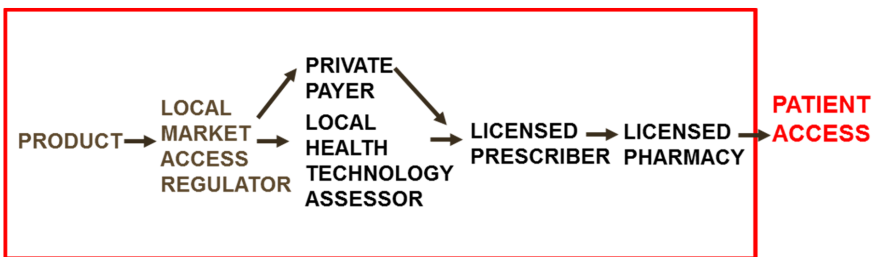 PRODUCT
LOCAL
MARKET
ACCESS
REGULATOR
PRIVATE
PAYER
LOCAL
HEALTH
TECHNOLOGY
ASSESSOR
LICENSED
PRESCRIBER
LICENSED
PHARMACY
PATIENT
ACCESS